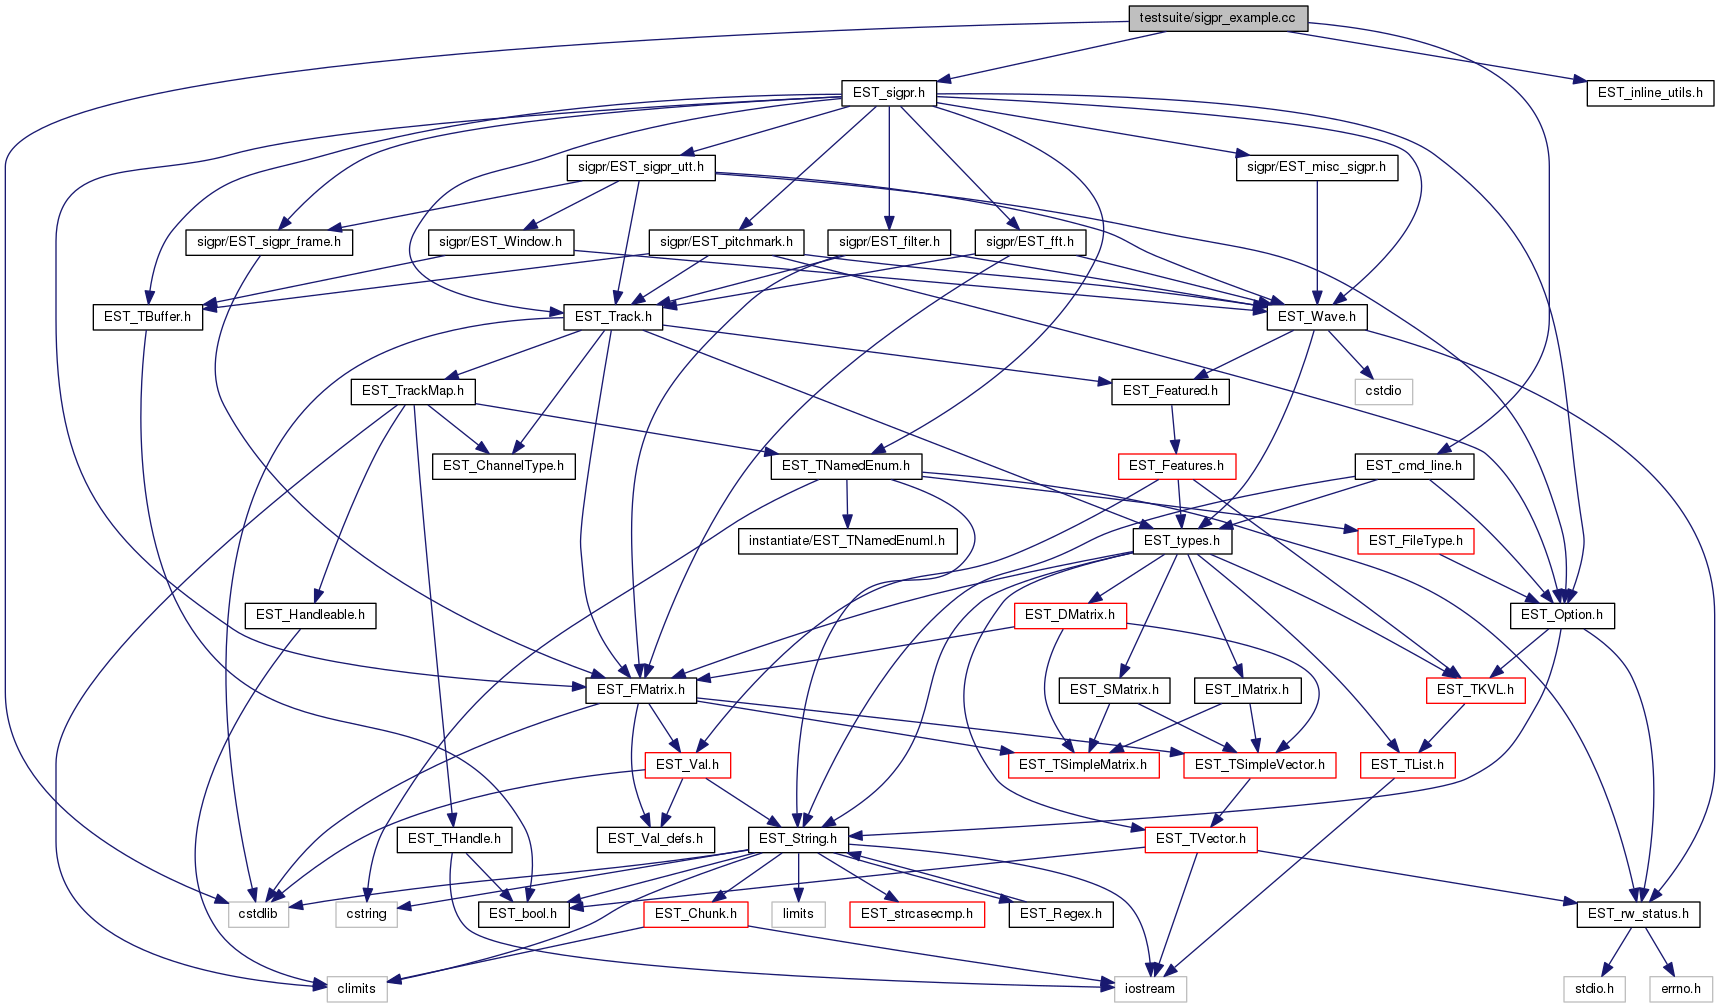 testsuite/sigpr_example.cc
EST_sigpr.h
EST_inline_utils.h
sigpr/EST_sigpr_utt.h
sigpr/EST_misc_sigpr.h
sigpr/EST_sigpr_frame.h
sigpr/EST_Window.h
sigpr/EST_pitchmark.h
sigpr/EST_filter.h
sigpr/EST_fft.h
EST_TBuffer.h
EST_Track.h
EST_Wave.h
EST_TrackMap.h
EST_Featured.h
cstdio
EST_ChannelType.h
EST_TNamedEnum.h
EST_Features.h
EST_cmd_line.h
instantiate/EST_TNamedEnumI.h
EST_types.h
EST_FileType.h
EST_Handleable.h
EST_DMatrix.h
EST_Option.h
EST_FMatrix.h
EST_SMatrix.h
EST_IMatrix.h
EST_TKVL.h
EST_Val.h
EST_TSimpleMatrix.h
EST_TSimpleVector.h
EST_TList.h
EST_THandle.h
EST_Val_defs.h
EST_String.h
EST_TVector.h
cstdlib
cstring
EST_bool.h
EST_Chunk.h
limits
EST_strcasecmp.h
EST_Regex.h
EST_rw_status.h
climits
iostream
stdio.h
errno.h